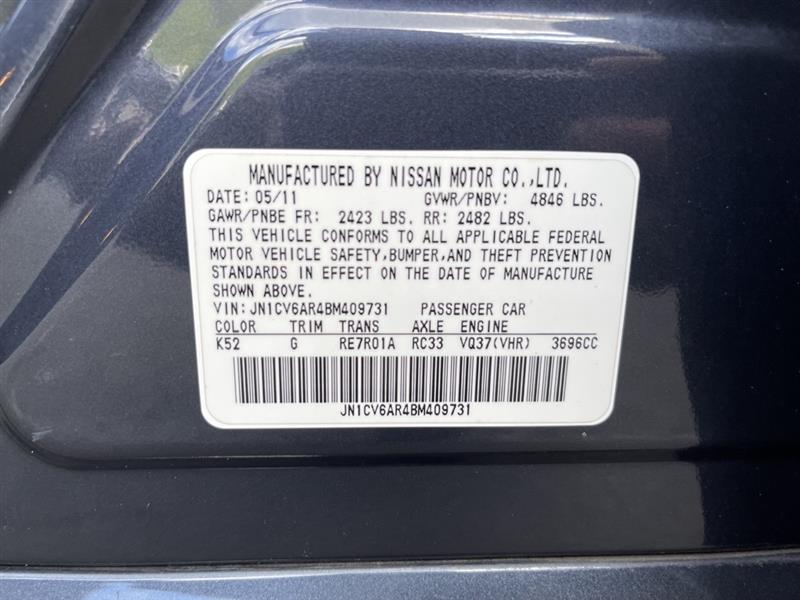 MANUFACTURED BY NISSAN MOTOR CO.,LTD.
DATE: 05/11 GVWR/PNBV: 4846 LBS.
GAWR/PNBE FR: 2423 LBS. RR: 2482 LBS.
THIS VEHICLE CONFORMS TO ALL APPLICABLE FEDERAL
MOTOR VEHICLE SAFETY,BUMPER,AND THEFT PREVENTION
STANDARDS IN EFFECT ON THE DATE OF MANUFACTURE
SHOWN ABOVE.
VIN: JN1CV6AR4BM409731 PASSENGER CAR
COLOR TRIM TRANS AXLE ENGINE
K52 G RE7R01A RC33 VQ37(VHR) 3696CC
JN1CV6AR4BM409731